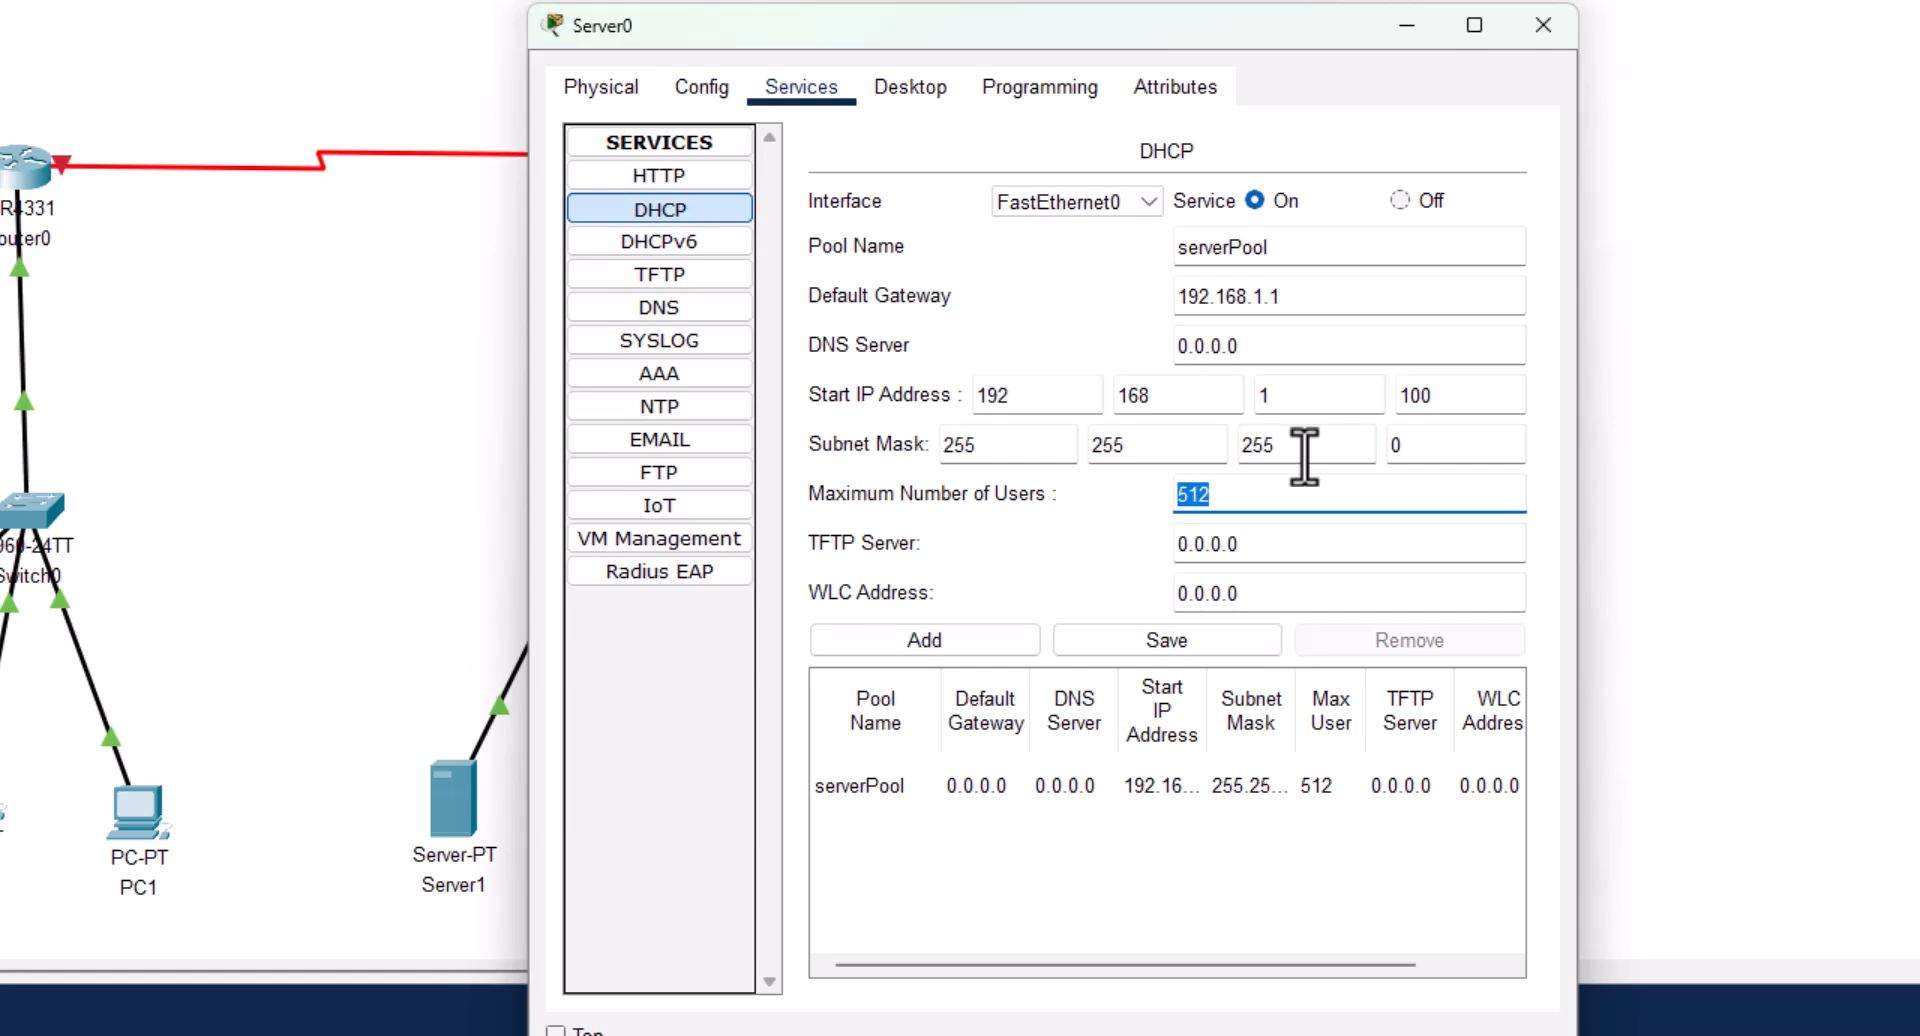 Server0
Physical Config Services Desktop Programming Attributes
SERVICES
HTTP
DHCP
DHCPv6
TFTP
DNS
SYSLOG
AAA
NTP
EMAIL
FTP
IoT
VM Management
Radius EAP
DHCP
Interface FastEthernet0 Service On Off
Pool Name serverPool
Default Gateway 192.168.1.1
DNS Server 0.0.0.0
Start IP Address : 192 168 1 100
Subnet Mask: 255 255 255 0
Maximum Number of Users : 512
TFTP Server: 0.0.0.0
WLC Address: 0.0.0.0
Add Save Remove
Pool Name Default Gateway DNS Server Start IP Address Subnet Mask Max User TFTP Server WLC Addres
serverPool 0.0.0.0 0.0.0.0 192.16... 255.25... 512 0.0.0.0 0.0.0.0
Top
R4331
outer0
960-24TT
Switch0
PC-PT
PC1
Server-PT
Server1